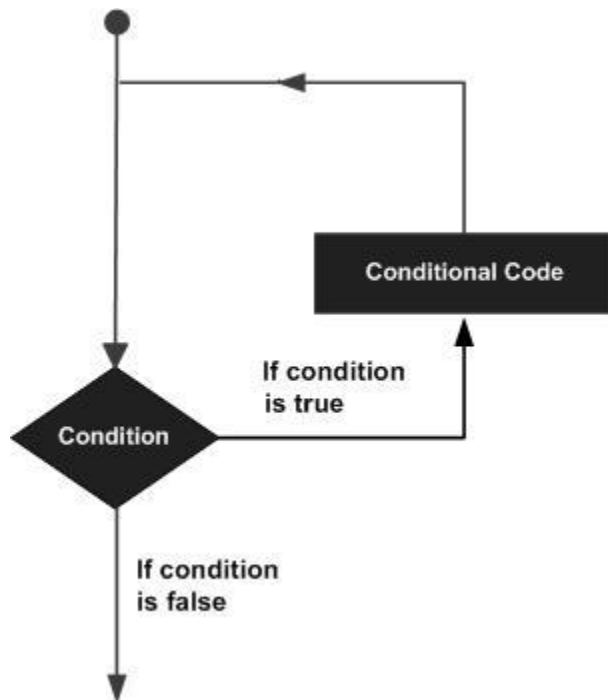 Conditional Code
If condition
is true
Condition
If condition
is false